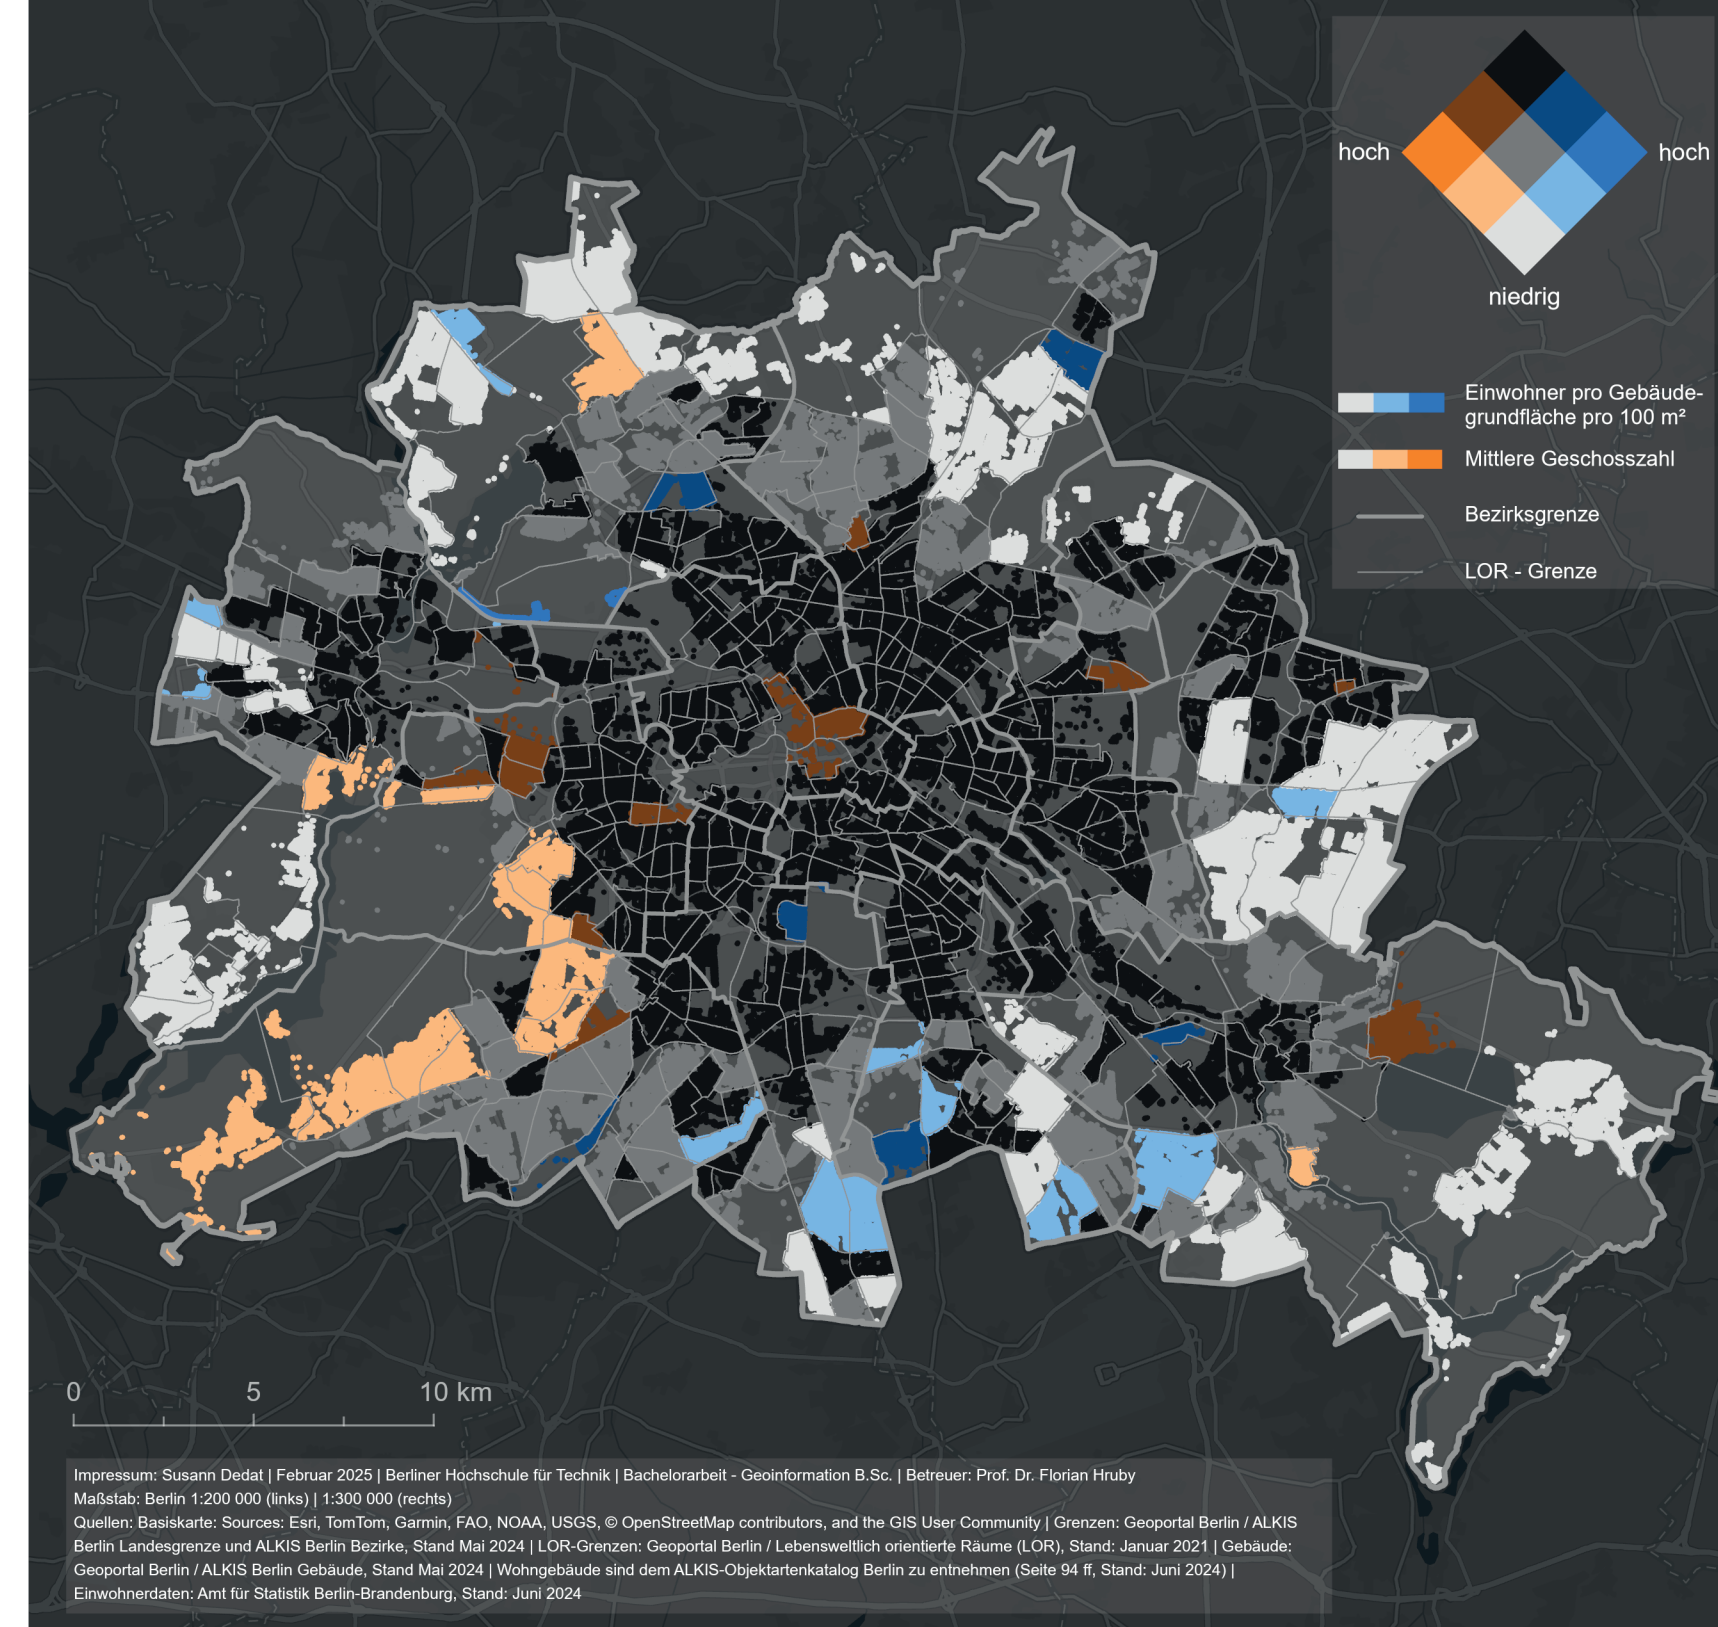 hoch
hoch
niedrig
Einwohner pro Gebäude-
grundfläche pro 100 m²
Mittlere Geschosszahl
Bezirksgrenze
LOR - Grenze
0 5 10 km
Impressum: Susann Dedat | Februar 2025 | Berliner Hochschule für Technik | Bachelorarbeit - Geoinformation B.Sc. | Betreuer: Prof. Dr. Florian Hruby
Maßstab: Berlin 1:200 000 (links) | 1:300 000 (rechts)
Quellen: Basiskarte: Sources: Esri, TomTom, Garmin, FAO, NOAA, USGS, © OpenStreetMap contributors, and the GIS User Community | Grenzen: Geoportal Berlin / ALKIS
Berlin Landesgrenze und ALKIS Berlin Bezirke, Stand Mai 2024 | LOR-Grenzen: Geoportal Berlin / Lebensweltlich orientierte Räume (LOR), Stand: Januar 2021 | Gebäude:
Geoportal Berlin / ALKIS Berlin Gebäude, Stand Mai 2024 | Wohngebäude sind dem ALKIS-Objektartenkatalog Berlin zu entnehmen (Seite 94 ff, Stand: Juni 2024) |
Einwohnerdaten: Amt für Statistik Berlin-Brandenburg, Stand: Juni 2024